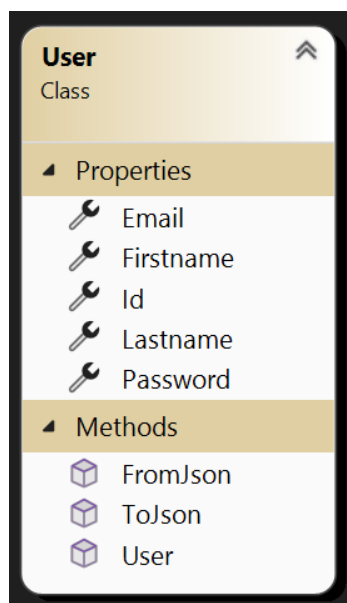 User
Class
Properties
Email
Firstname
Id
Lastname
Password
Methods
FromJson
ToJson
User